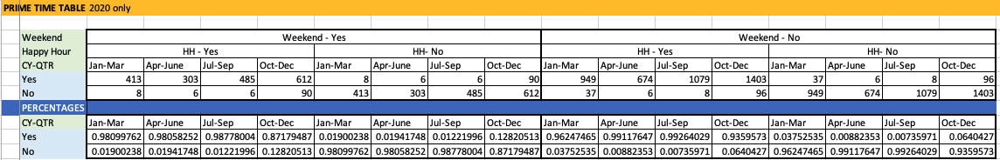 PRIME TIME TABLE 2020 only
Weekend Weekend - Yes Weekend - No
Happy Hour HH - Yes HH- No HH - Yes HH- No
CY-QTR Jan-Mar Apr-June Jul-Sep Oct-Dec Jan-Mar Apr-June Jul-Sep Oct-Dec Jan-Mar Apr-June Jul-Sep Oct-Dec Jan-Mar Apr-June Jul-Sep Oct-Dec
Yes 413 303 485 612 8 6 6 90 949 674 1079 1403 37 6 8 96
No 8 6 6 90 413 303 485 612 37 6 8 96 949 674 1079 1403
PERCENTAGES
CY-QTR Jan-Mar Apr-June Jul-Sep Oct-Dec Jan-Mar Apr-June Jul-Sep Oct-Dec Jan-Mar Apr-June Jul-Sep Oct-Dec Jan-Mar Apr-June Jul-Sep Oct-Dec
Yes 0.98099762 0.98058252 0.98778004 0.87179487 0.01900238 0.01941748 0.01221996 0.12820513 0.96247465 0.99117647 0.99264029 0.9359573 0.03752535 0.00882353 0.00735971 0.0640427
No 0.01900238 0.01941748 0.01221996 0.12820513 0.98099762 0.98058252 0.98778004 0.87179487 0.03752535 0.00882353 0.00735971 0.0640427 0.96247465 0.99117647 0.99264029 0.9359573